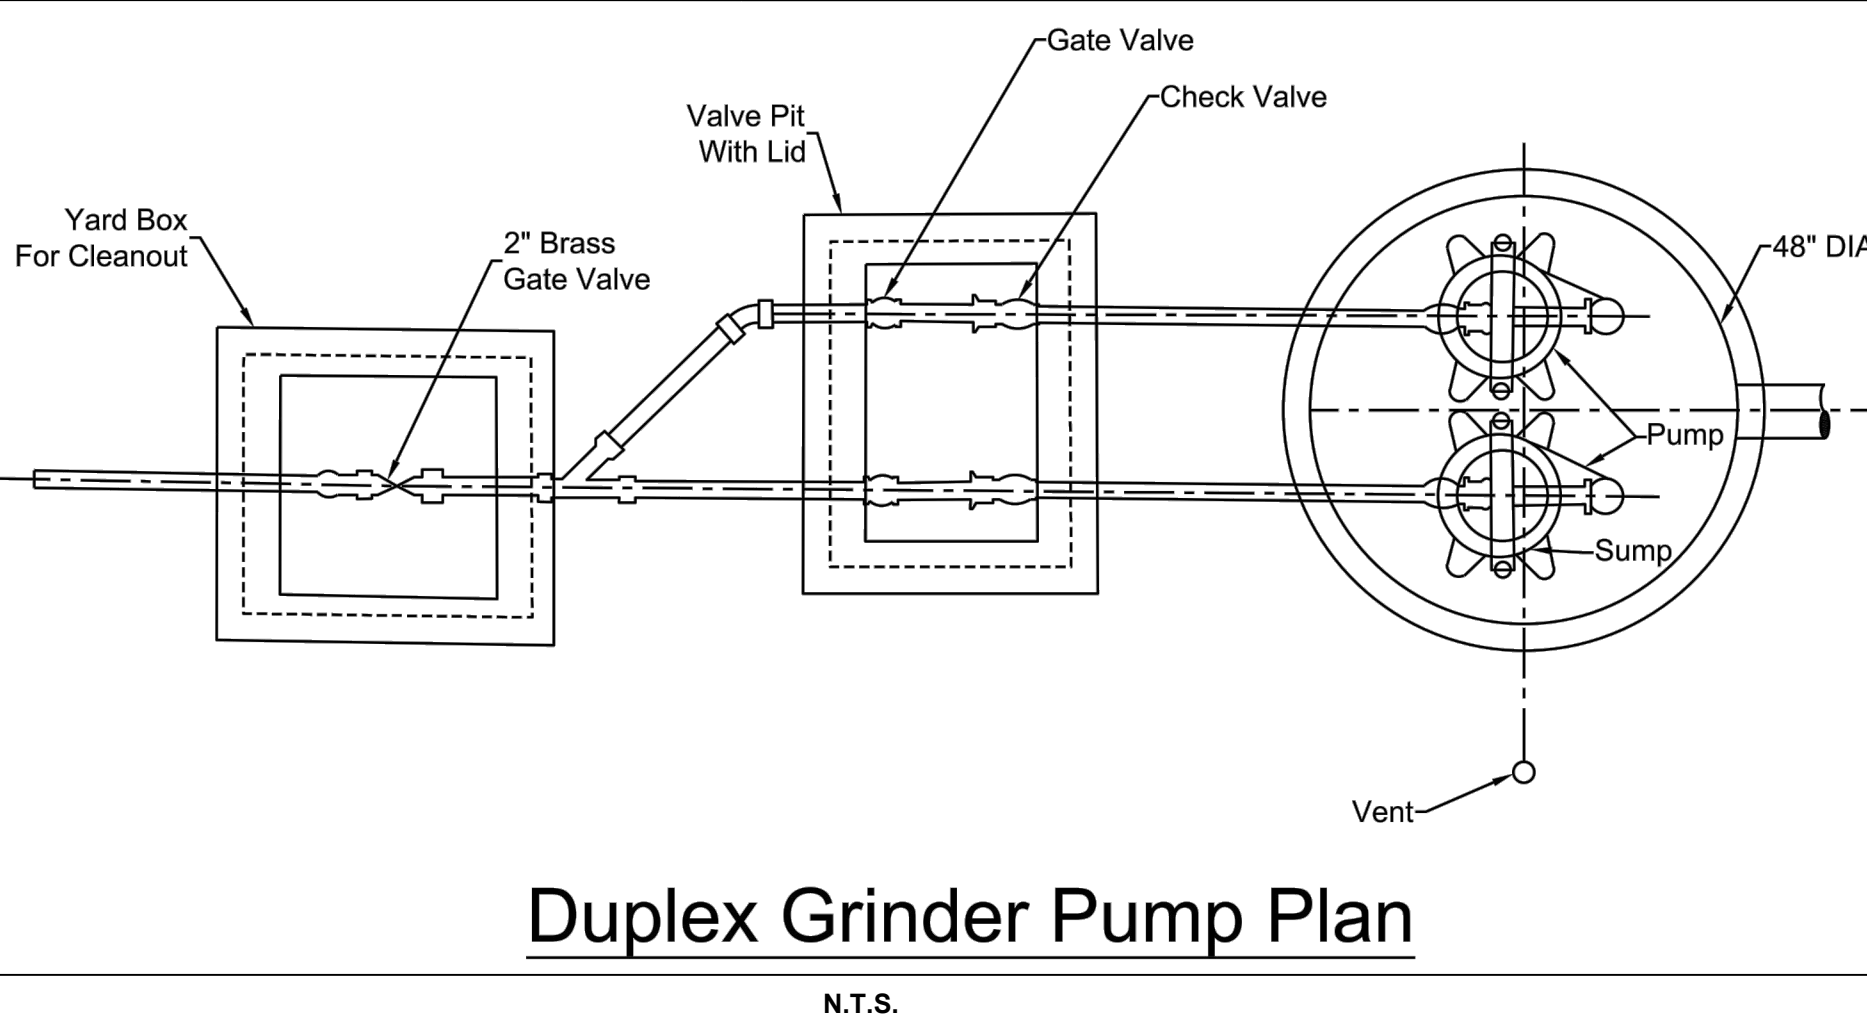 Gate Valve
Check Valve
Valve Pit
With Lid
Yard Box
For Cleanout
2" Brass
Gate Valve
48" DIA
Pump
Sump
Vent
Duplex Grinder Pump Plan
N.T.S.